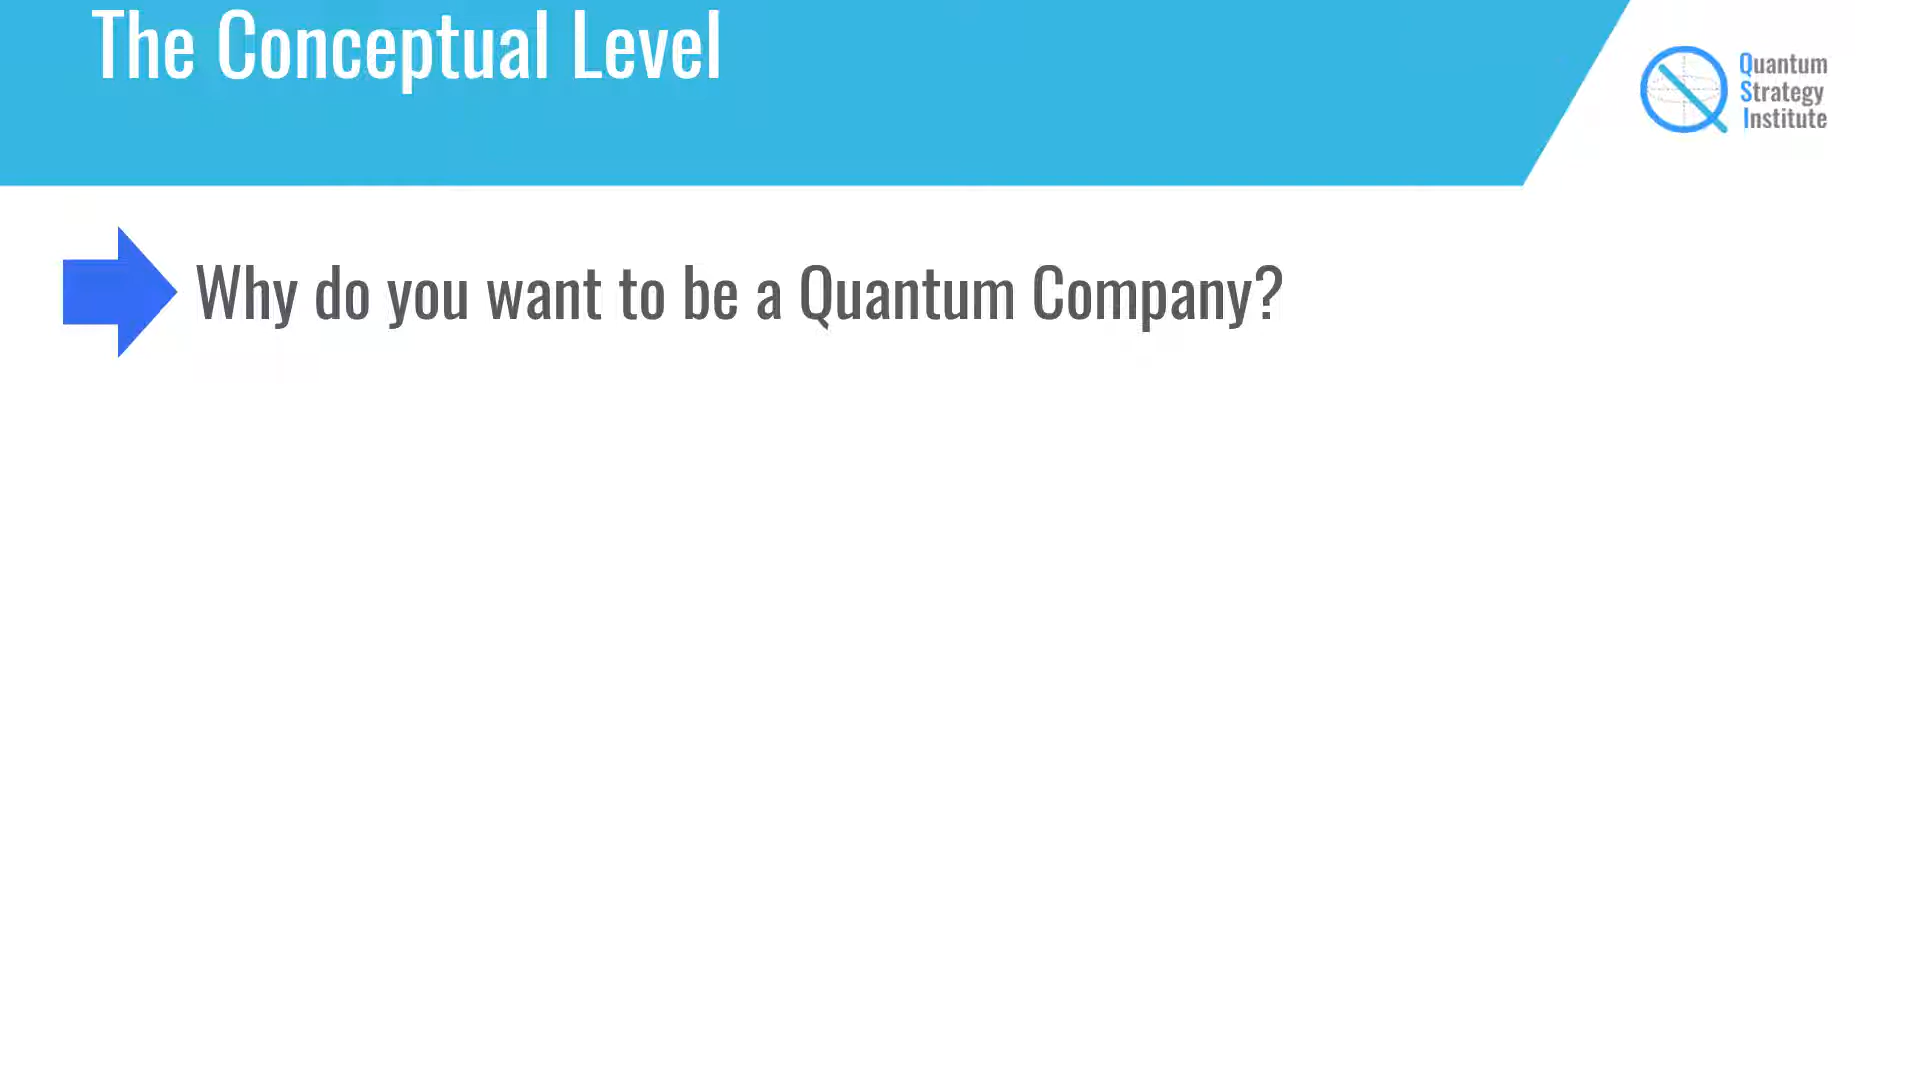 The Conceptual Level
Quantum
Strategy
Institute
Why do you want to be a Quantum Company?